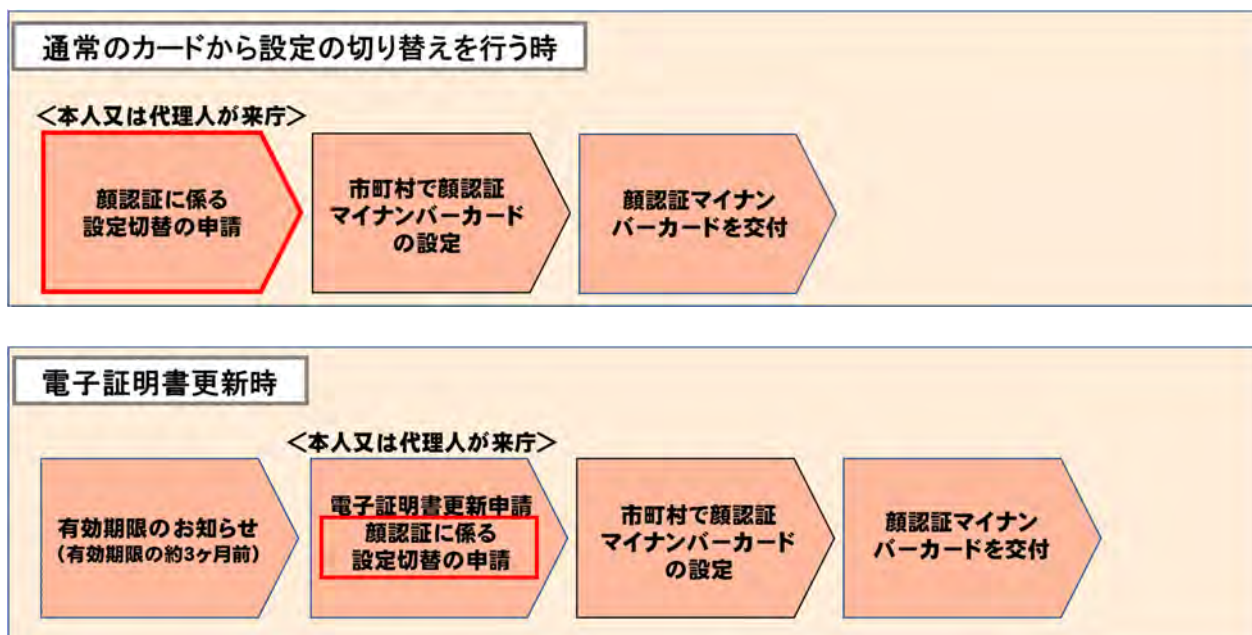 通常のカードから設定の切り替えを行う時
＜本人又は代理人が来庁＞
顔認証に係る
設定切替の申請
市町村で顔認証
マイナンバーカード
の設定
顔認証マイナン
バーカードを交付
電子証明書更新時
＜本人又は代理人が来庁＞
有効期限のお知らせ
(有効期限の約3ヶ月前)
電子証明書更新申請
顔認証に係る
設定切替の申請
市町村で顔認証
マイナンバーカード
の設定
顔認証マイナン
バーカードを交付